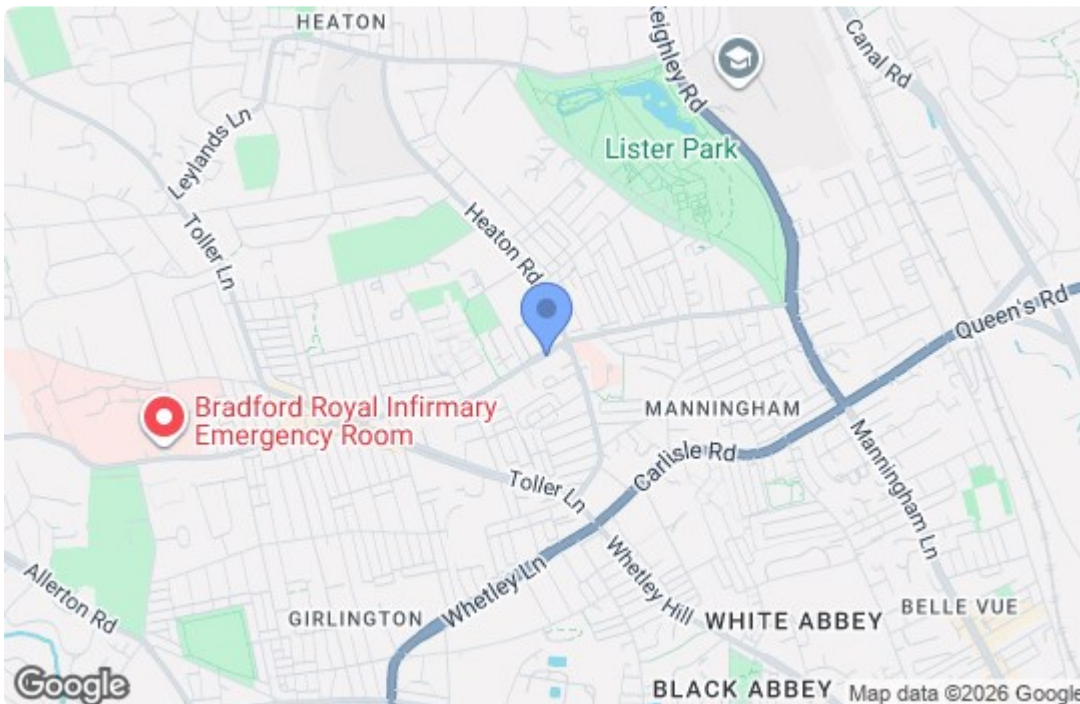 HEATON
Keighley Rd
Canal Rd
Leylands Ln
Lister Park
Toller Ln
Heaton Rd
Queen's Rd
Bradford Royal Infirmary
Emergency Room
MANNINGHAM
Carlisle Rd
Manningham Ln
Toller Ln
Whetley Ln
Whetley Hill
Allerton Rd
GIRLINGTON
WHITE ABBEY
BELLE VUE
BLACK ABBEY
Google
Map data ©2026 Google